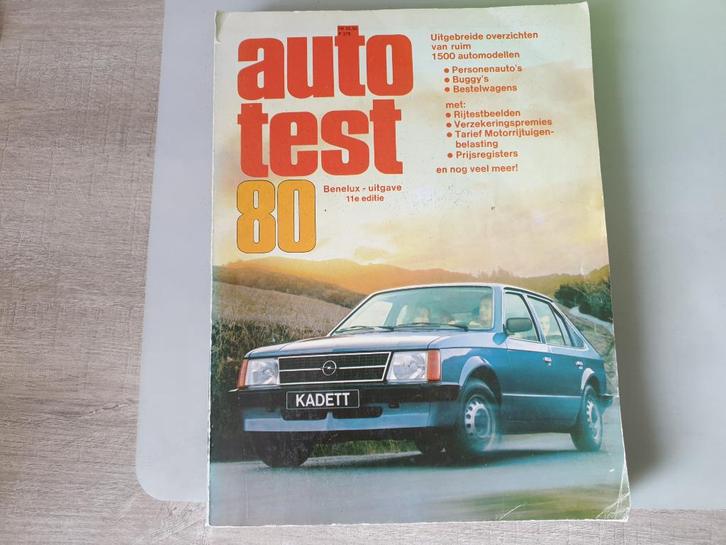 auto
test
80
Benelux - uitgave
11e editie
Uitgebreide overzichten
van ruim
1500 automodellen
• Personenauto's
• Buggy's
• Bestelwagens
met:
• Rijtestbeelden
• Verzekeringspremies
• Tarief Motorrijtuigen-
belasting
• Prijsregisters
en nog veel meer!
KADETT